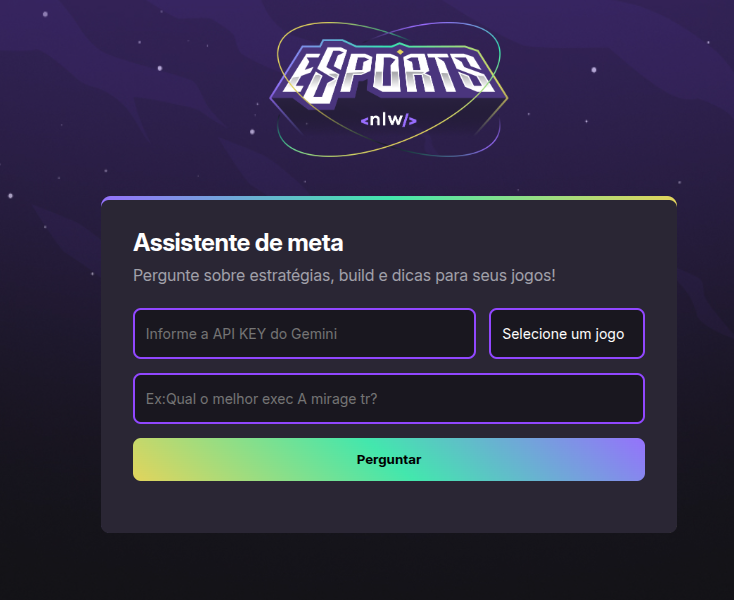 ESPORTS
<nlw/>
Assistente de meta
Pergunte sobre estratégias, build e dicas para seus jogos!
Informe a API KEY do Gemini
Selecione um jogo
Ex:Qual o melhor exec A mirage tr?
Perguntar